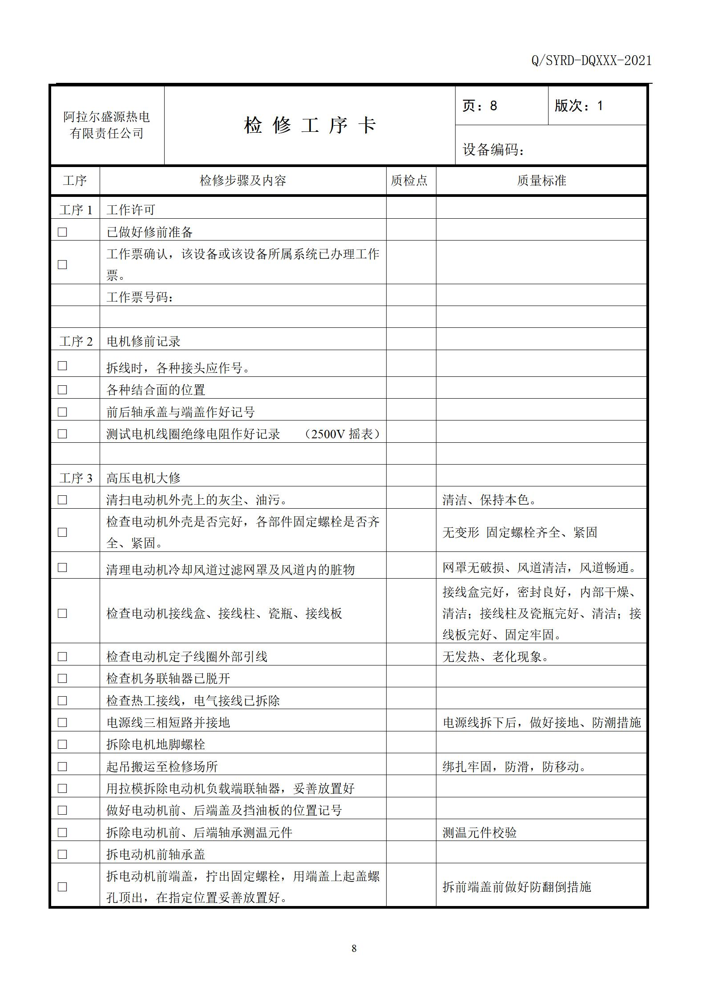 Q/SYRD-DQXXX-2021
阿拉尔盛源热电
有限责任公司
检 修 工 序 卡
页：8
版次：1
设备编码：
工序 检修步骤及内容 质检点 质量标准
工序 1 工作许可
□ 已做好修前准备
□ 工作票确认，该设备或该设备所属系统已办理工作
票。
工作票号码：
工序 2 电机修前记录
□ 拆线时，各种接头应作号。
□ 各种结合面的位置
□ 前后轴承盖与端盖作好记号
□ 测试电机线圈绝缘电阻作好记录 （2500V 摇表）
工序 3 高压电机大修
□ 清扫电动机外壳上的灰尘、油污。 清洁、保持本色。
□ 检查电动机外壳是否完好，各部件固定螺栓是否齐
全、紧固。
无变形 固定螺栓齐全、紧固
□ 清理电动机冷却风道过滤网罩及风道内的脏物 网罩无破损、风道清洁，风道畅通。
□ 检查电动机接线盒、接线柱、瓷瓶、接线板
接线盒完好，密封良好，内部干燥、
清洁；接线柱及瓷瓶完好、清洁；接
线板完好、固定牢固。
□ 检查电动机定子线圈外部引线 无发热、老化现象。
□ 检查机务联轴器已脱开
□ 检查热工接线，电气接线已拆除
□ 电源线三相短路并接地 电源线拆下后，做好接地、防潮措施
□ 拆除电机地脚螺栓
□ 起吊搬运至检修场所 绑扎牢固，防滑，防移动。
□ 用拉模拆除电动机负载端联轴器，妥善放置好
□ 做好电动机前、后端盖及挡油板的位置记号
□ 拆除电动机前、后端轴承测温元件 测温元件校验
□ 拆电动机前轴承盖
□ 拆电动机前端盖，拧出固定螺栓，用端盖上起盖螺
孔顶出，在指定位置妥善放置好。
拆前端盖前做好防翻倒措施
8